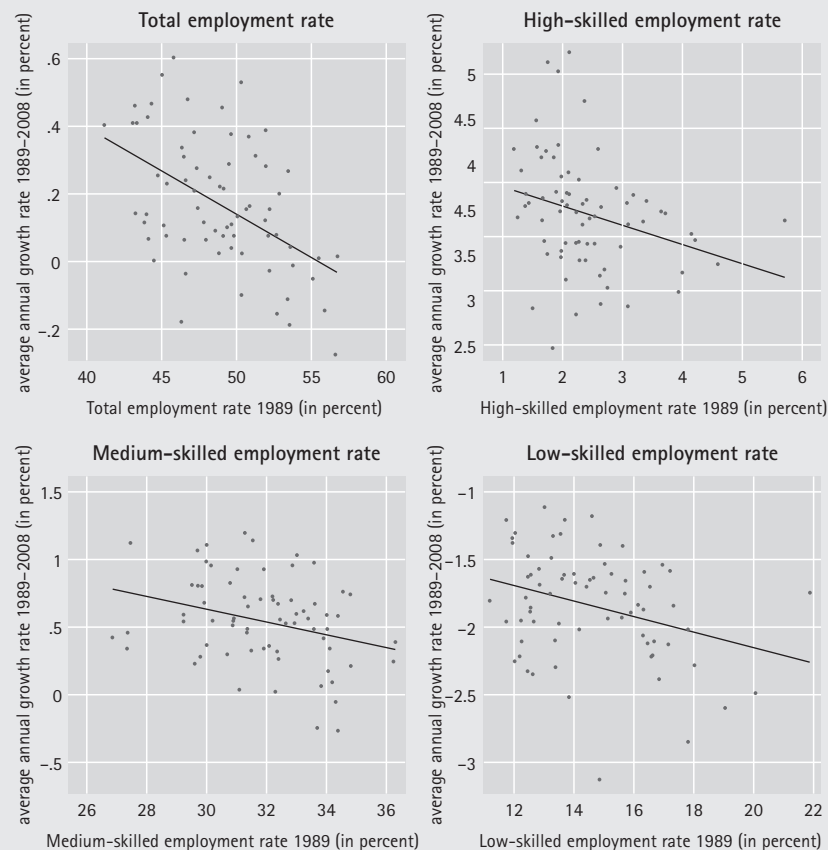 Total employment rate
average annual growth rate 1989–2008 (in percent)
.6
.4
.2
0
–.2
40 45 50 55 60
Total employment rate 1989 (in percent)
High-skilled employment rate
average annual growth rate 1989–2008 (in percent)
5
4.5
4
4.5
3.5
3
2.5
1 2 3 4 5 6
High-skilled employment rate 1989 (in percent)
Medium-skilled employment rate
average annual growth rate 1989–2008 (in percent)
1.5
1
.5
0
–.5
26 28 30 32 34 36
Medium-skilled employment rate 1989 (in percent)
Low-skilled employment rate
average annual growth rate 1989–2008 (in percent)
–1
–1.5
–2
–2.5
–3
12 14 16 18 20 22
Low-skilled employment rate 1989 (in percent)